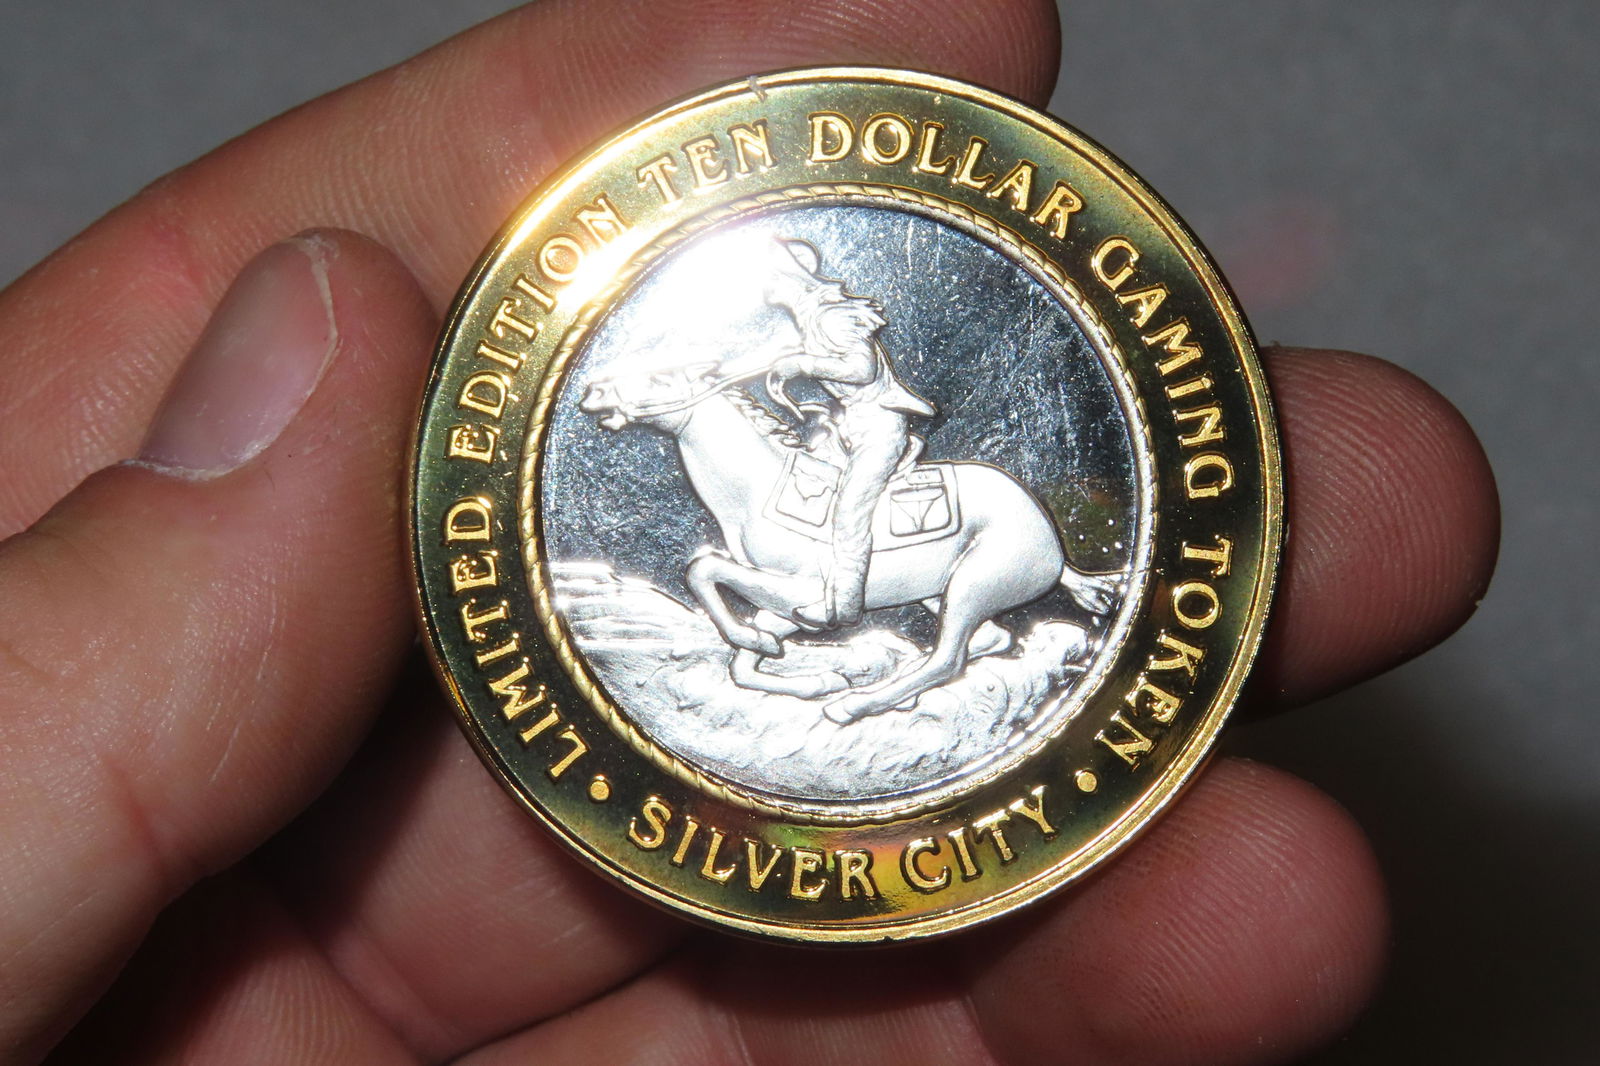 LIMITED EDITION TEN DOLLAR GAMING TOKEN
• SILVER CITY •